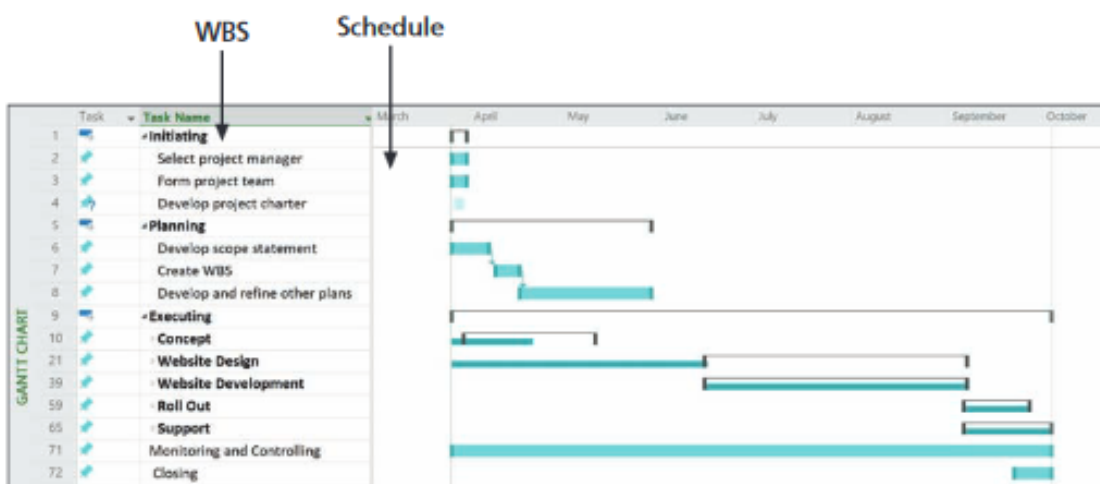 WBS Schedule
Task Task Name March April May June July August September October
1 Initiating
2 Select project manager
3 Form project team
4 Develop project charter
5 Planning
6 Develop scope statement
7 Create WBS
8 Develop and refine other plans
9 Executing
10 Concept
21 Website Design
39 Website Development
59 Roll Out
65 Support
71 Monitoring and Controlling
72 Closing
GANTT CHART